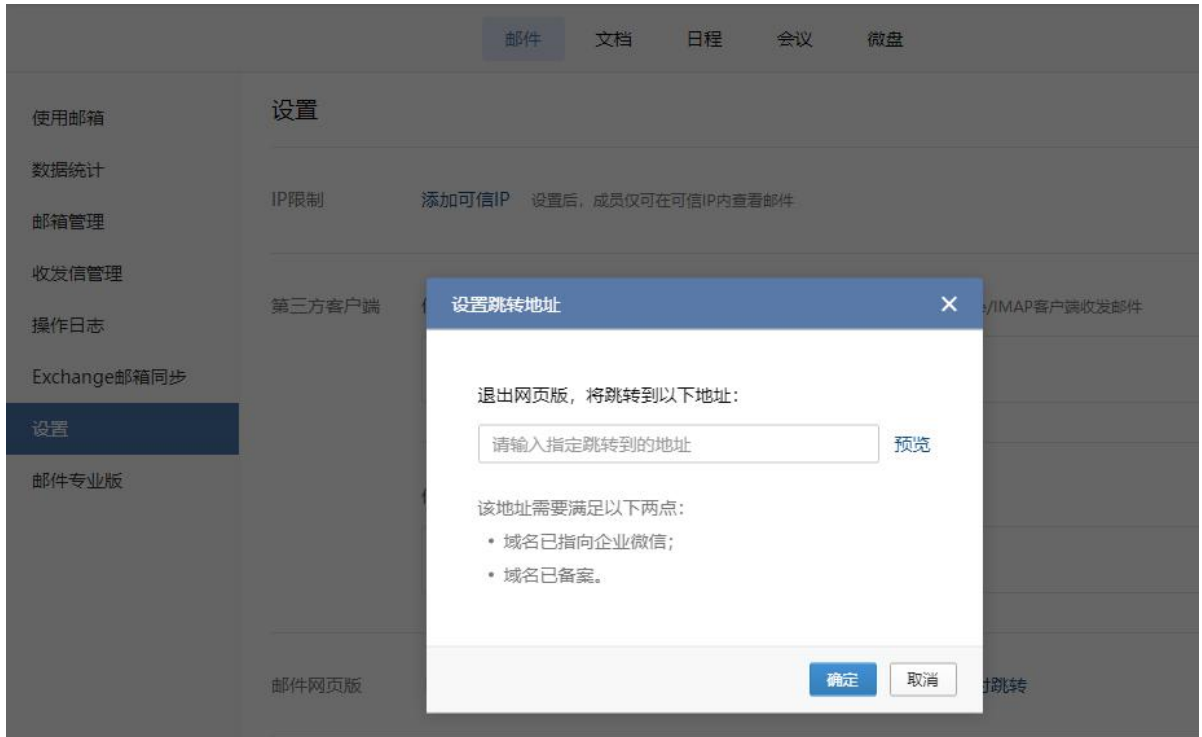 邮件 文档 日程 会议 微盘
使用邮箱
数据统计
邮箱管理
收发信管理
操作日志
Exchange邮箱同步
设置
邮件专业版
设置
IP限制 添加可信IP 设置后，成员仅可在可信IP内查看邮件
第三方客户端
/IMAP客户端收发邮件
设置跳转地址
退出网页版，将跳转到以下地址：
请输入指定跳转到的地址 预览
该地址需要满足以下两点：
• 域名已指向企业微信；
• 域名已备案。
确定 取消
邮件网页版
时跳转